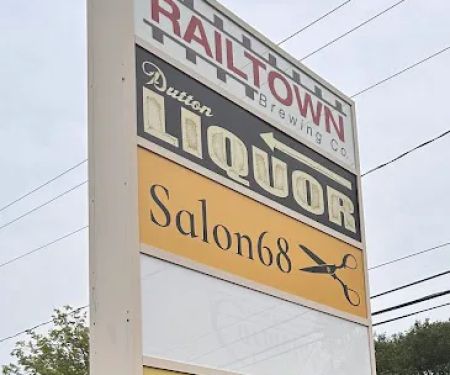 RAILTOWN
Brewing Co.
Dutton
LIQUOR
Salon68